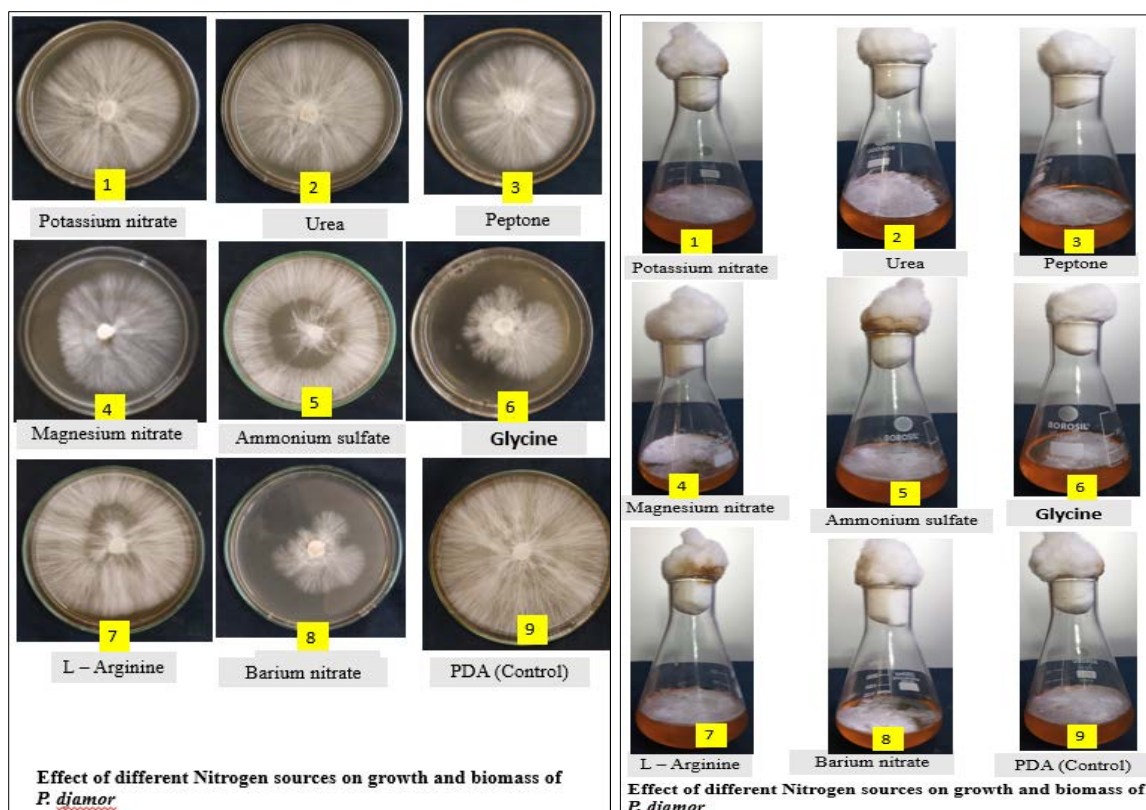 1
2
3
Potassium nitrate
Urea
Peptone
4
5
6
Magnesium nitrate
Ammonium sulfate
Glycine
7
8
9
L – Arginine
Barium nitrate
PDA (Control)
Effect of different Nitrogen sources on growth and biomass of
P. djamor
1
2
3
Potassium nitrate
Urea
Peptone
4
5
BOROSIL
6
BOROSIL
Magnesium nitrate
Ammonium sulfate
Glycine
7
8
9
L – Arginine
Barium nitrate
PDA (Control)
Effect of different Nitrogen sources on growth and biomass of
P. djamor